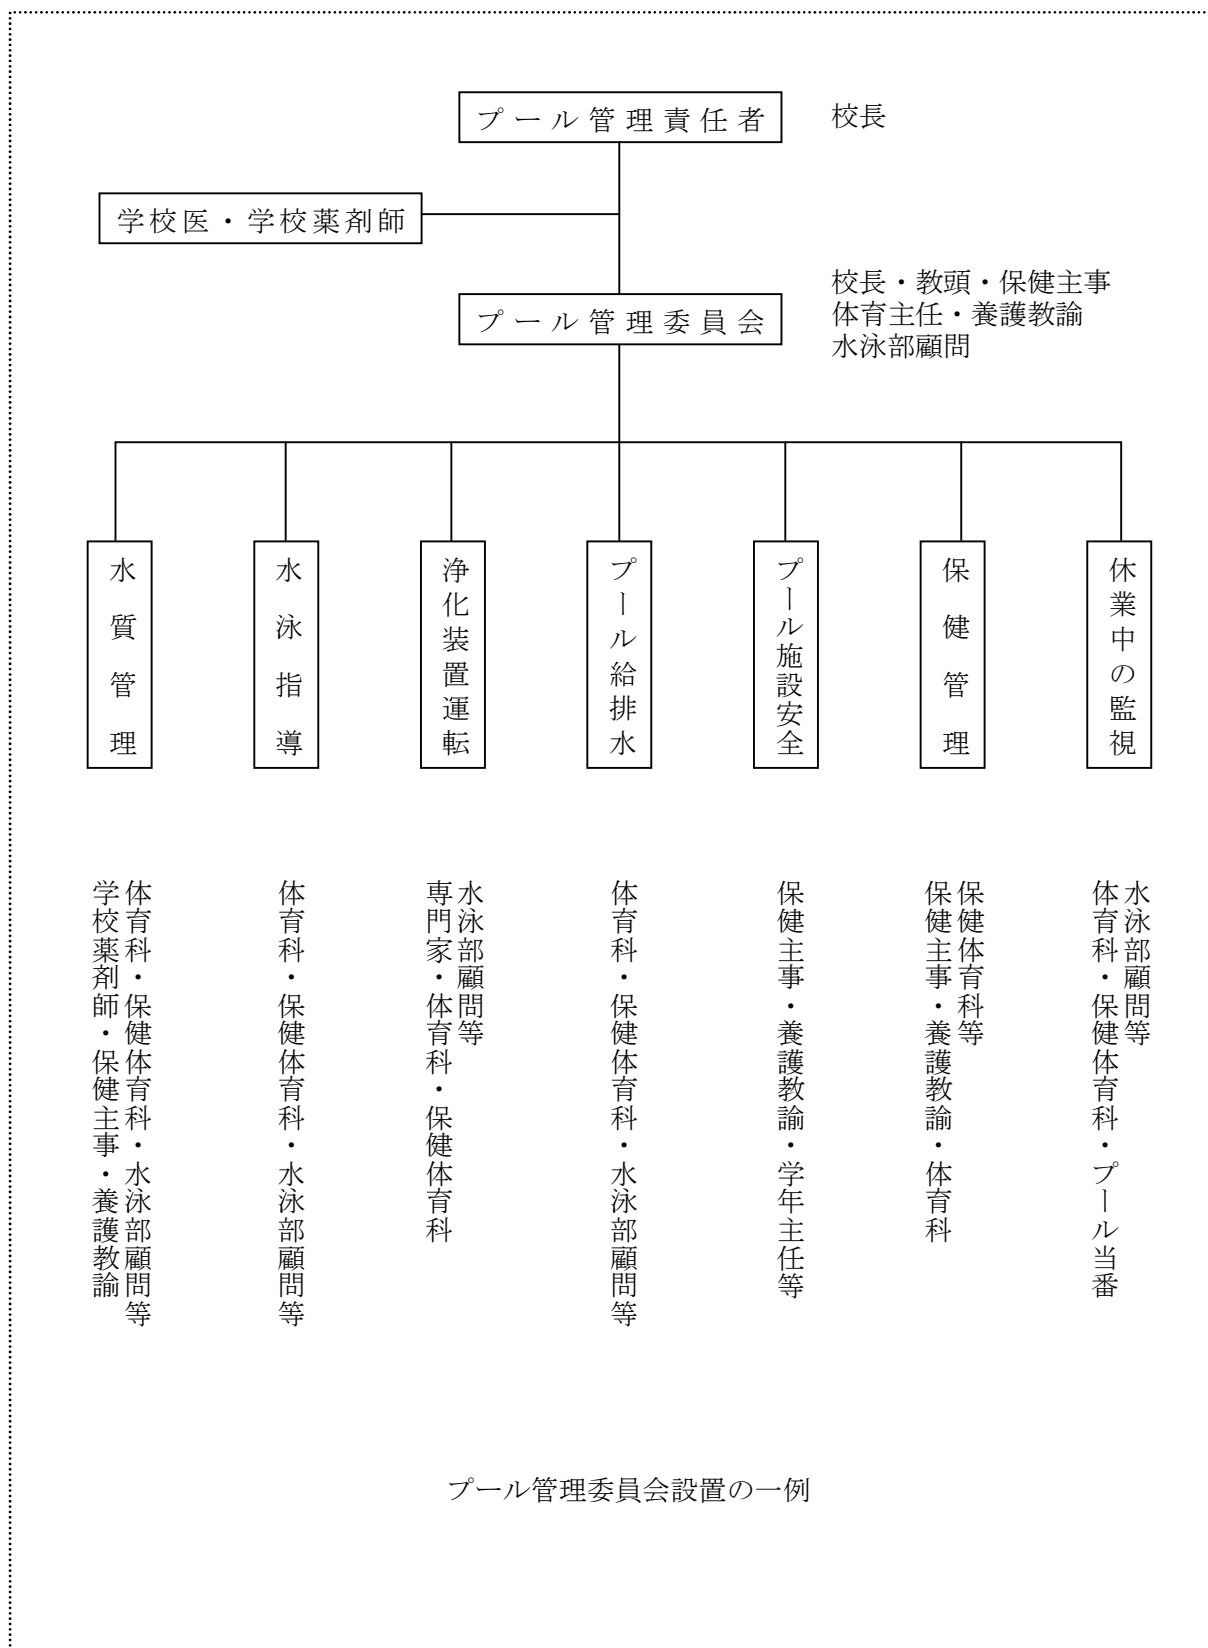 プール管理責任者
校長
学校医・学校薬剤師
プール管理委員会
校長・教頭・保健主事
体育主任・養護教諭
水泳部顧問
水質管理
水泳指導
浄化装置運転
プール給排水
プール施設安全
保健管理
休業中の監視
学校薬剤師・保健主事・養護教諭
体育科・保健体育科・水泳部顧問等
体育科・保健体育科・水泳部顧問等
専門家・体育科・保健体育科
水泳部顧問等
体育科・保健体育科・水泳部顧問等
保健主事・養護教諭・学年主任等
保健主事・養護教諭・体育科
保健体育科等
体育科・保健体育科・プール当番
水泳部顧問等
プール管理委員会設置の一例